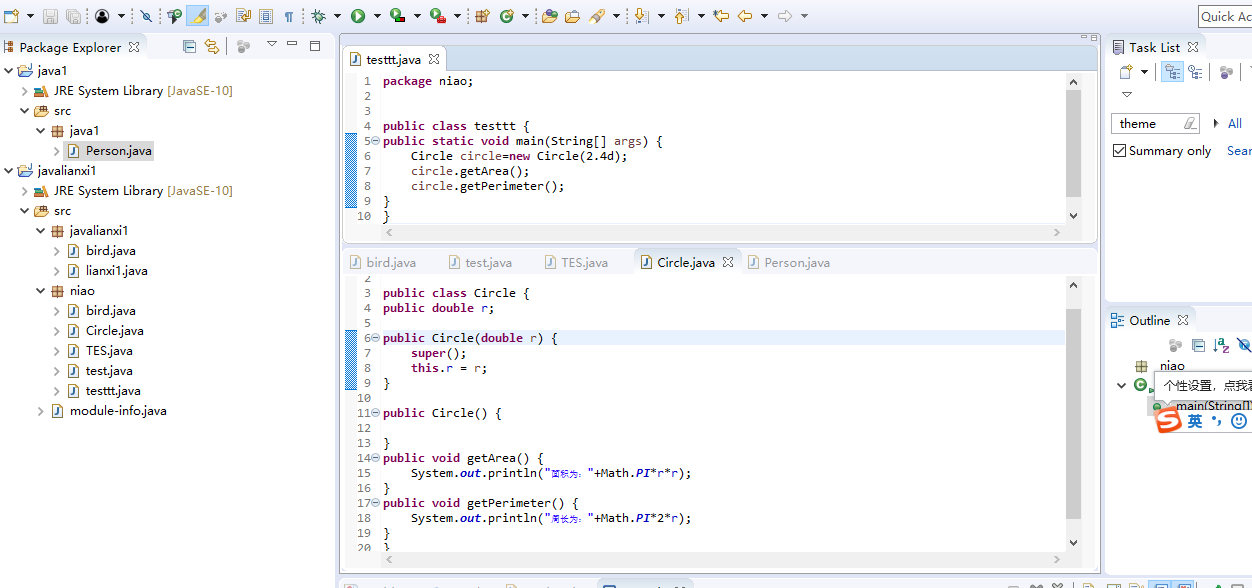 Quick Ac
Package Explorer
java1
JRE System Library [JavaSE-10]
src
java1
Person.java
javalianxi1
JRE System Library [JavaSE-10]
src
javalianxi1
bird.java
lianxi1.java
niao
bird.java
Circle.java
TES.java
test.java
testtt.java
module-info.java
testtt.java
1 package niao;
2
3
4 public class testtt {
5 public static void main(String[] args) {
6 Circle circle=new Circle(2.4d);
7 circle.getArea();
8 circle.getPerimeter();
9 }
10 }
bird.java test.java TES.java Circle.java Person.java
2
3 public class Circle {
4 public double r;
5
6 public Circle(double r) {
7 super();
8 this.r = r;
9 }
10
11 public Circle() {
12
13 }
14 public void getArea() {
15 System.out.println("面积为："+Math.PI*r*r);
16 }
17 public void getPerimeter() {
18 System.out.println("周长为："+Math.PI*2*r);
19 }
20 }
Task List
theme
All
Summary only
Sear
Outline
niao
个性设置，点我看
main(String[]
英